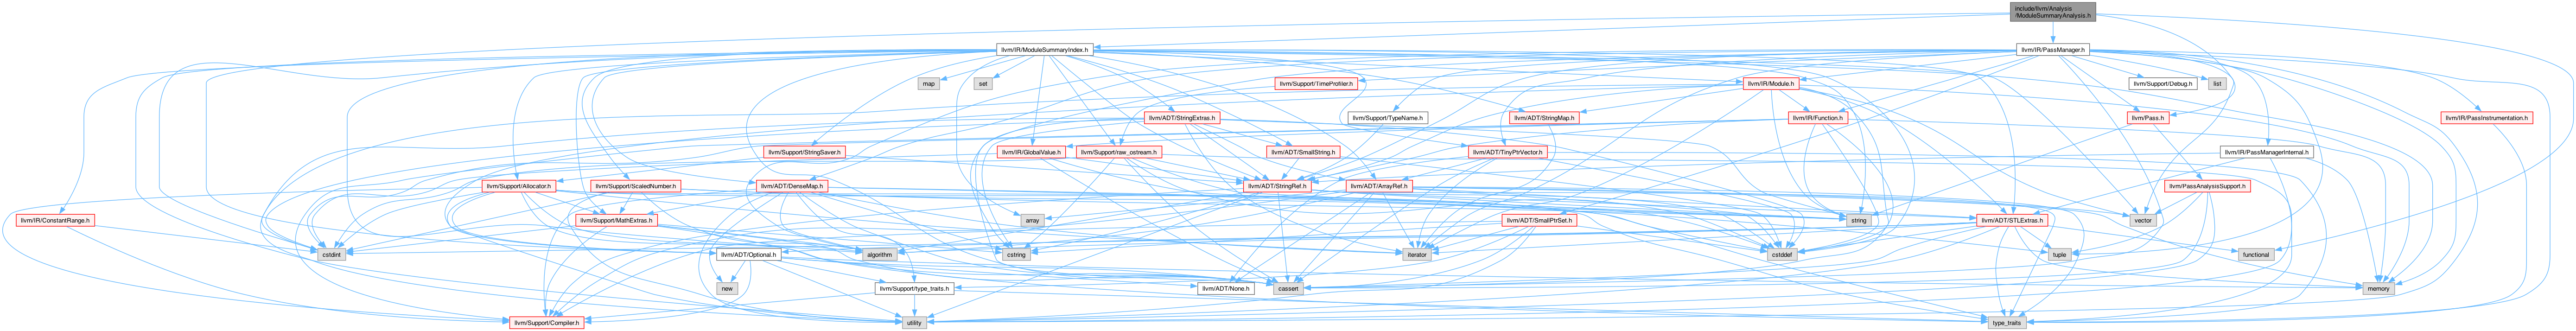 include/llvm/Analysis
/ModuleSummaryAnalysis.h
llvm/IR/ModuleSummaryIndex.h
llvm/IR/PassManager.h
map
set
llvm/Support/TimeProfiler.h
llvm/IR/Module.h
llvm/Support/Debug.h
list
llvm/ADT/StringExtras.h
llvm/Support/TypeName.h
llvm/ADT/StringMap.h
llvm/IR/Function.h
llvm/Pass.h
llvm/IR/PassInstrumentation.h
llvm/Support/StringSaver.h
llvm/IR/GlobalValue.h
llvm/Support/raw_ostream.h
llvm/ADT/SmallString.h
llvm/ADT/TinyPtrVector.h
llvm/IR/PassManagerInternal.h
llvm/Support/Allocator.h
llvm/Support/ScaledNumber.h
llvm/ADT/DenseMap.h
llvm/ADT/StringRef.h
llvm/ADT/ArrayRef.h
llvm/PassAnalysisSupport.h
llvm/IR/ConstantRange.h
llvm/Support/MathExtras.h
array
llvm/ADT/SmallPtrSet.h
string
llvm/ADT/STLExtras.h
vector
cstdint
llvm/ADT/Optional.h
algorithm
cstring
iterator
cstddef
tuple
functional
new
llvm/Support/type_traits.h
llvm/ADT/None.h
cassert
memory
llvm/Support/Compiler.h
utility
type_traits